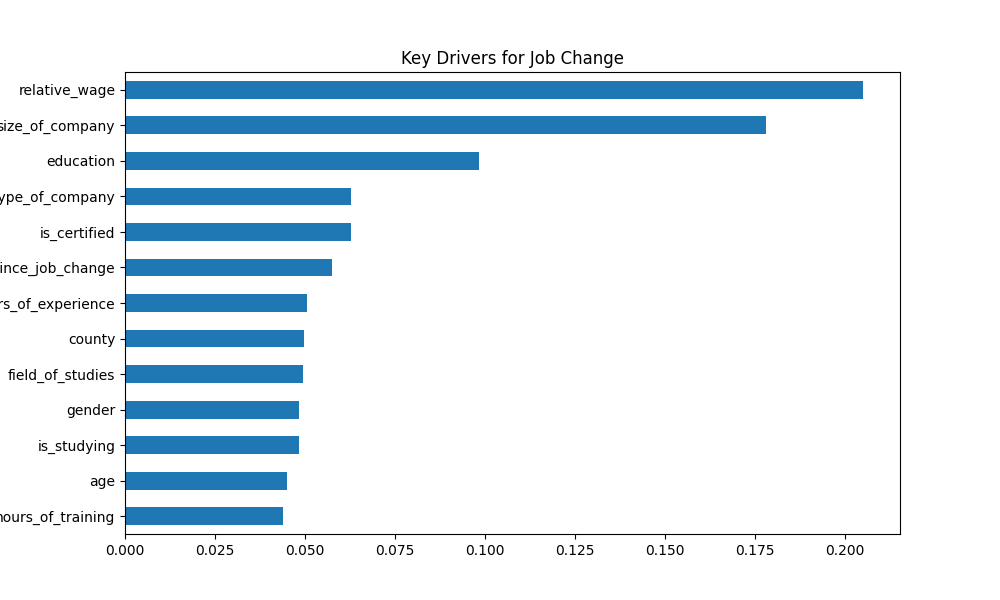 Key Drivers for Job Change
relative_wage
size_of_company
education
ype_of_company
is_certified
ince_job_change
rs_of_experience
county
field_of_studies
gender
is_studying
age
hours_of_training
0.000 0.025 0.050 0.075 0.100 0.125 0.150 0.175 0.200